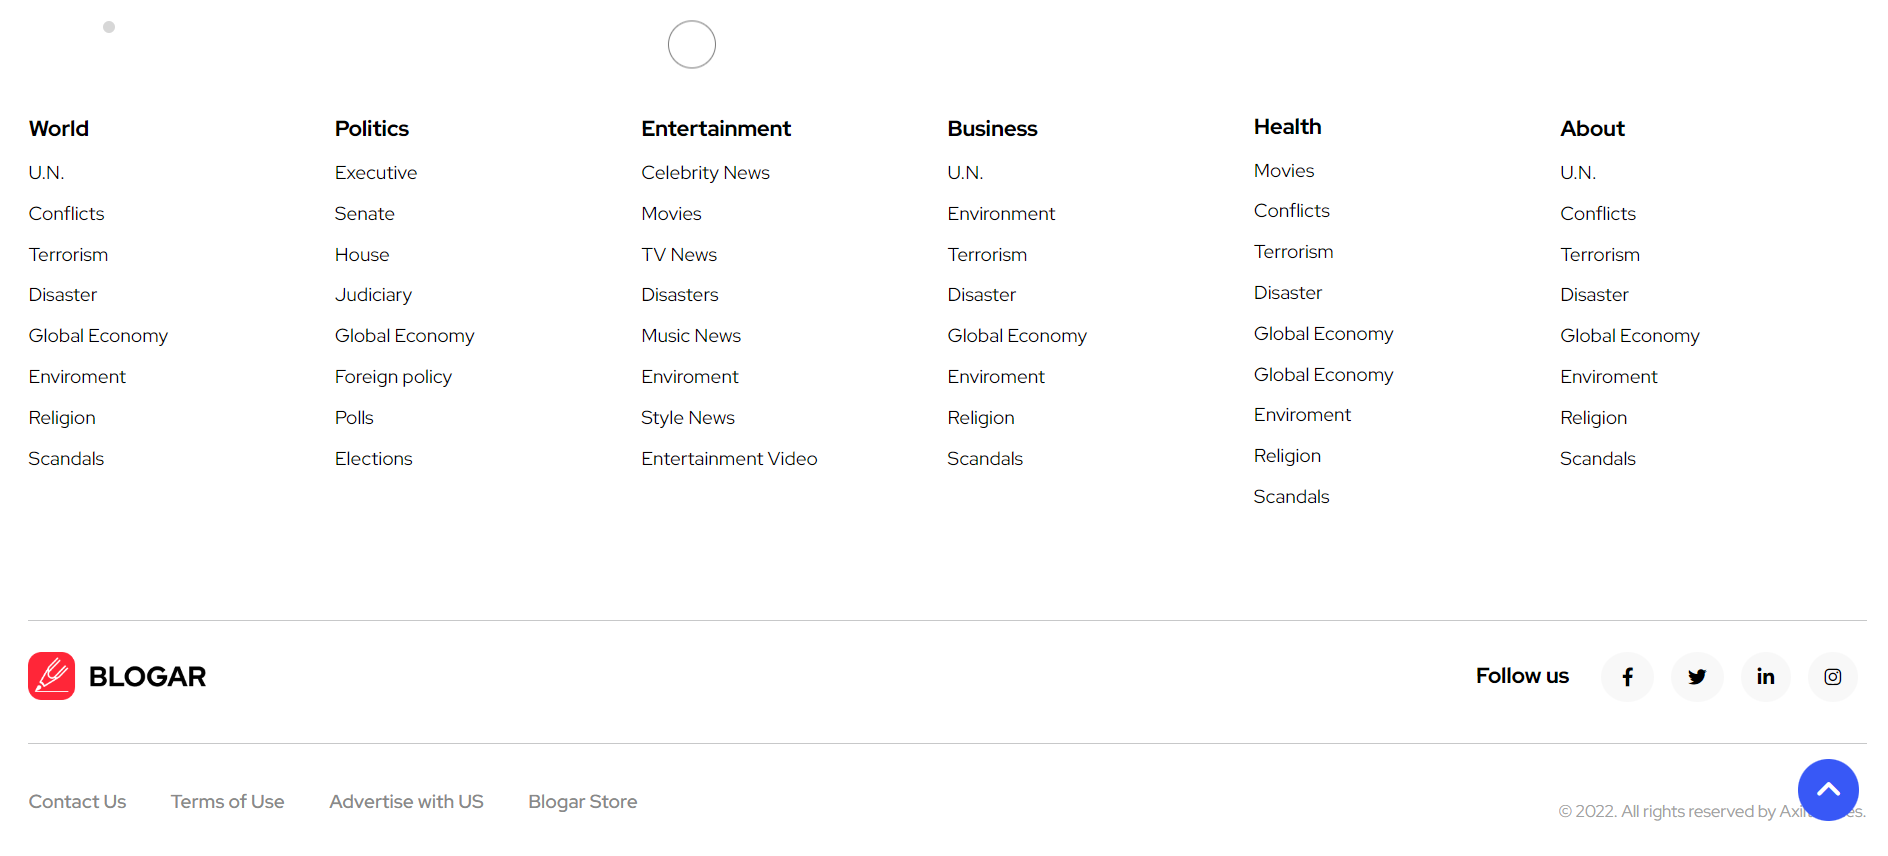 World
U.N.
Conflicts
Terrorism
Disaster
Global Economy
Enviroment
Religion
Scandals
Politics
Executive
Senate
House
Judiciary
Global Economy
Foreign policy
Polls
Elections
Entertainment
Celebrity News
Movies
TV News
Disasters
Music News
Enviroment
Style News
Entertainment Video
Business
U.N.
Environment
Terrorism
Disaster
Global Economy
Enviroment
Religion
Scandals
Health
Movies
Conflicts
Terrorism
Disaster
Global Economy
Global Economy
Enviroment
Religion
Scandals
About
U.N.
Conflicts
Terrorism
Disaster
Global Economy
Enviroment
Religion
Scandals
BLOGAR
Follow us
Contact Us Terms of Use Advertise with US Blogar Store
© 2022. All rights reserved by